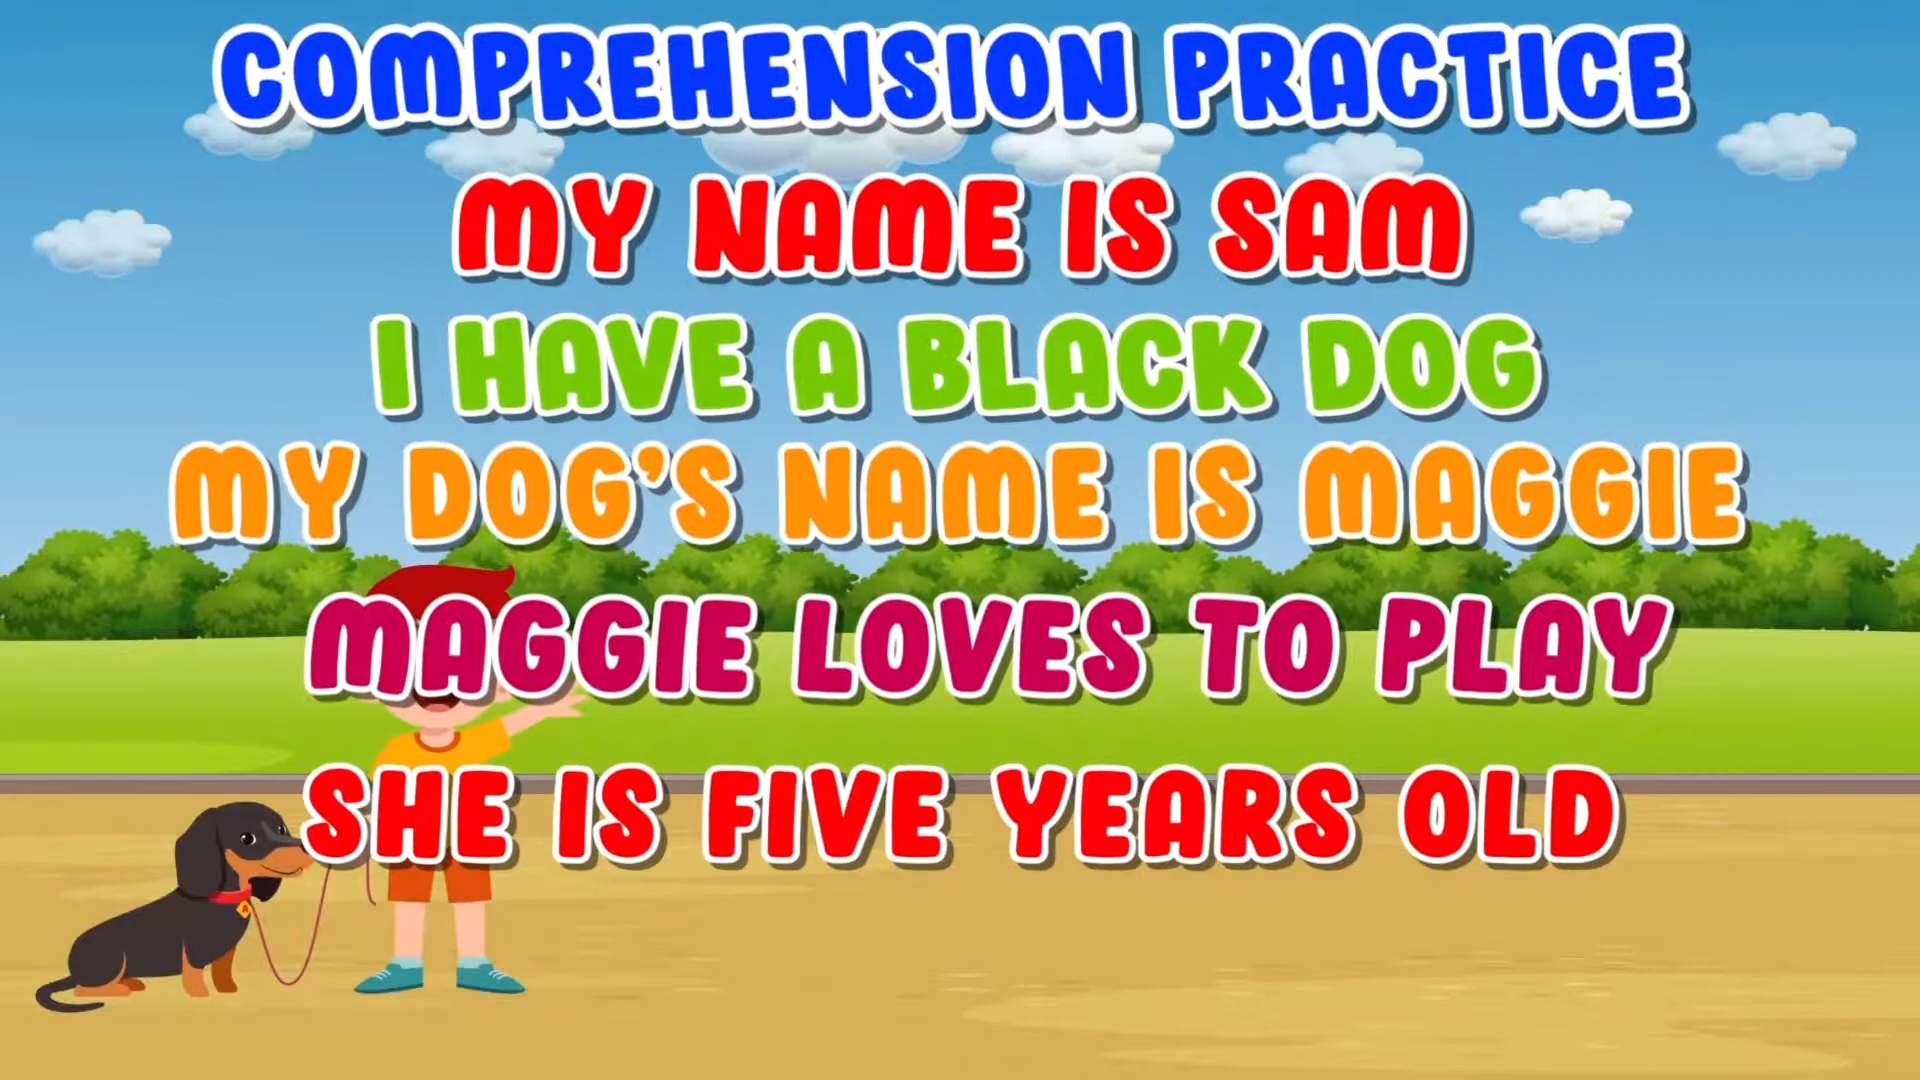 COMPREHENSION PRACTICE
MY NAME IS SAM
I HAVE A BLACK DOG
MY DOG'S NAME IS MAGGIE
MAGGIE LOVES TO PLAY
SHE IS FIVE YEARS OLD